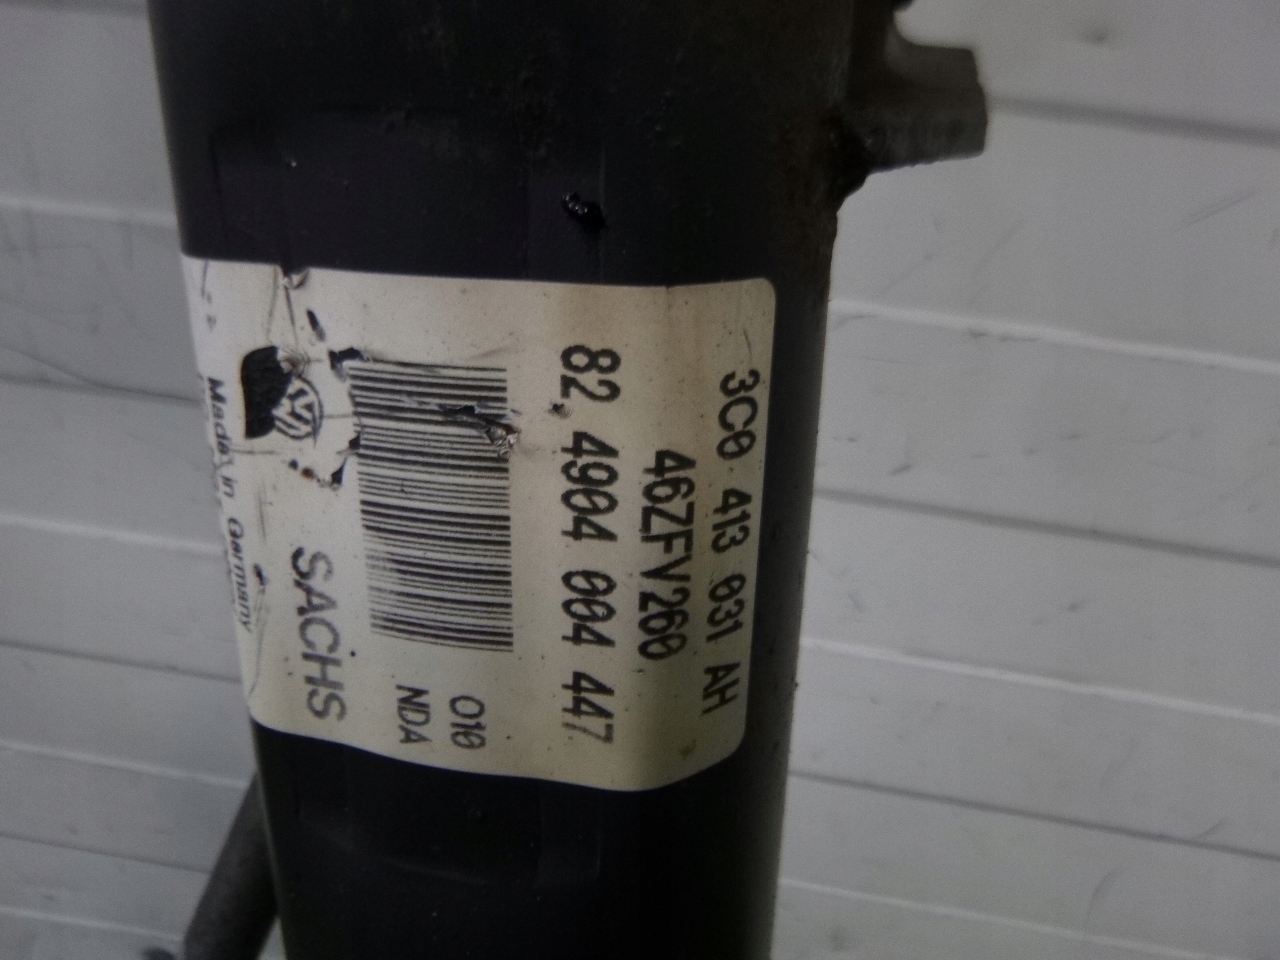 3C0 413 031 AH
46ZFV260
82 4904 004 447
010
NDA
SACHS
Made in Germany